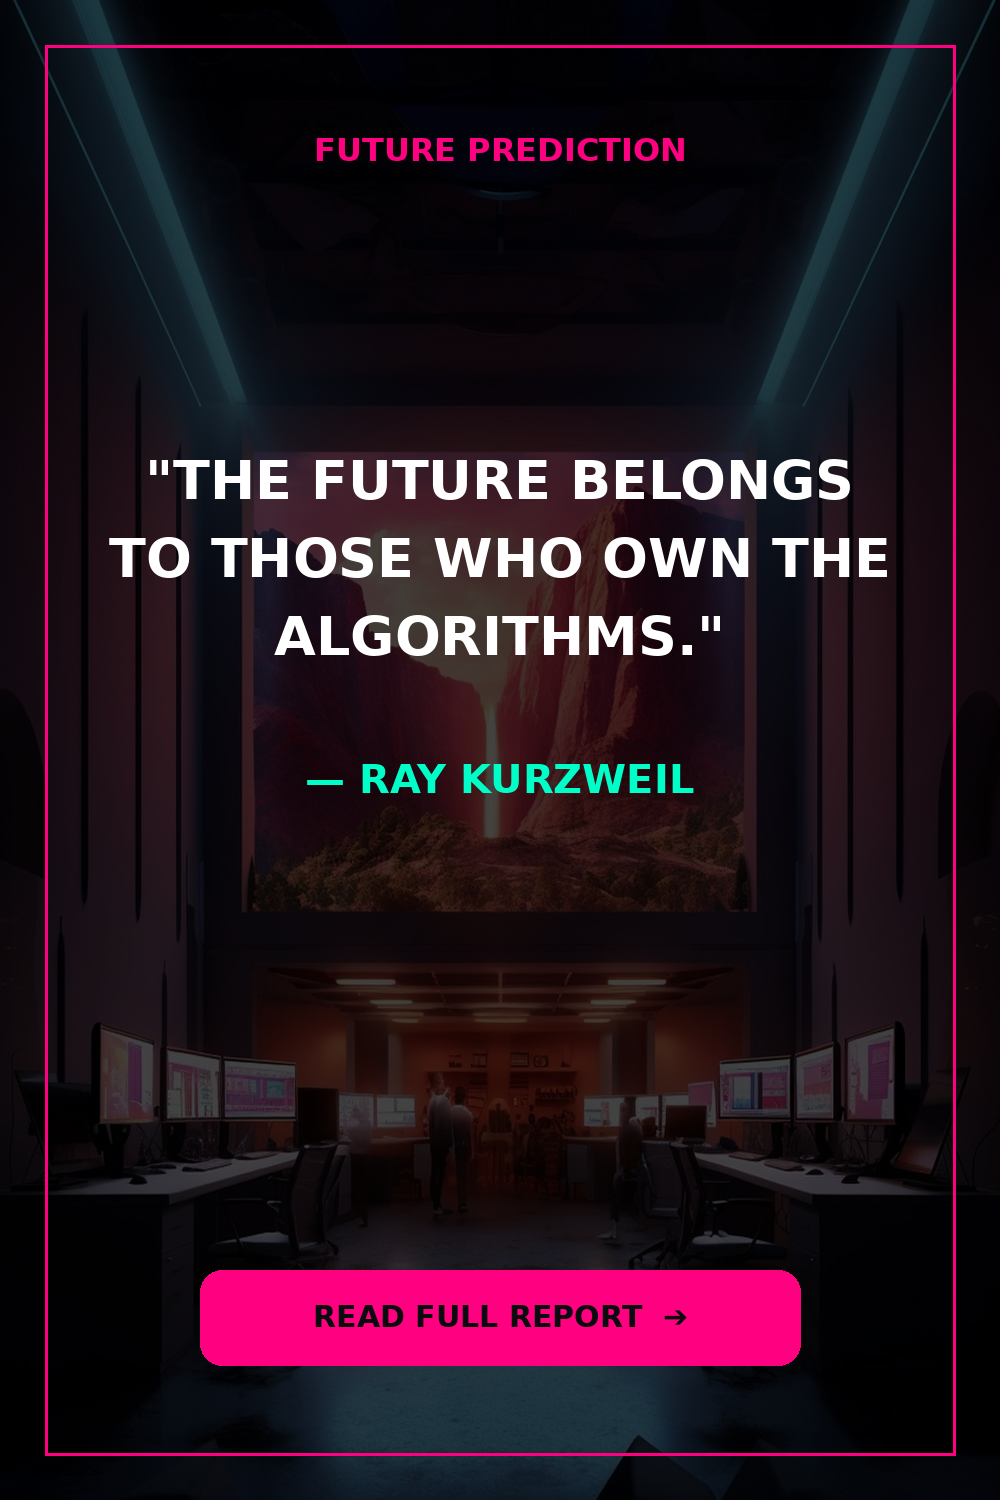 FUTURE PREDICTION
"THE FUTURE BELONGS
TO THOSE WHO OWN THE
ALGORITHMS."
— RAY KURZWEIL
READ FULL REPORT ➔